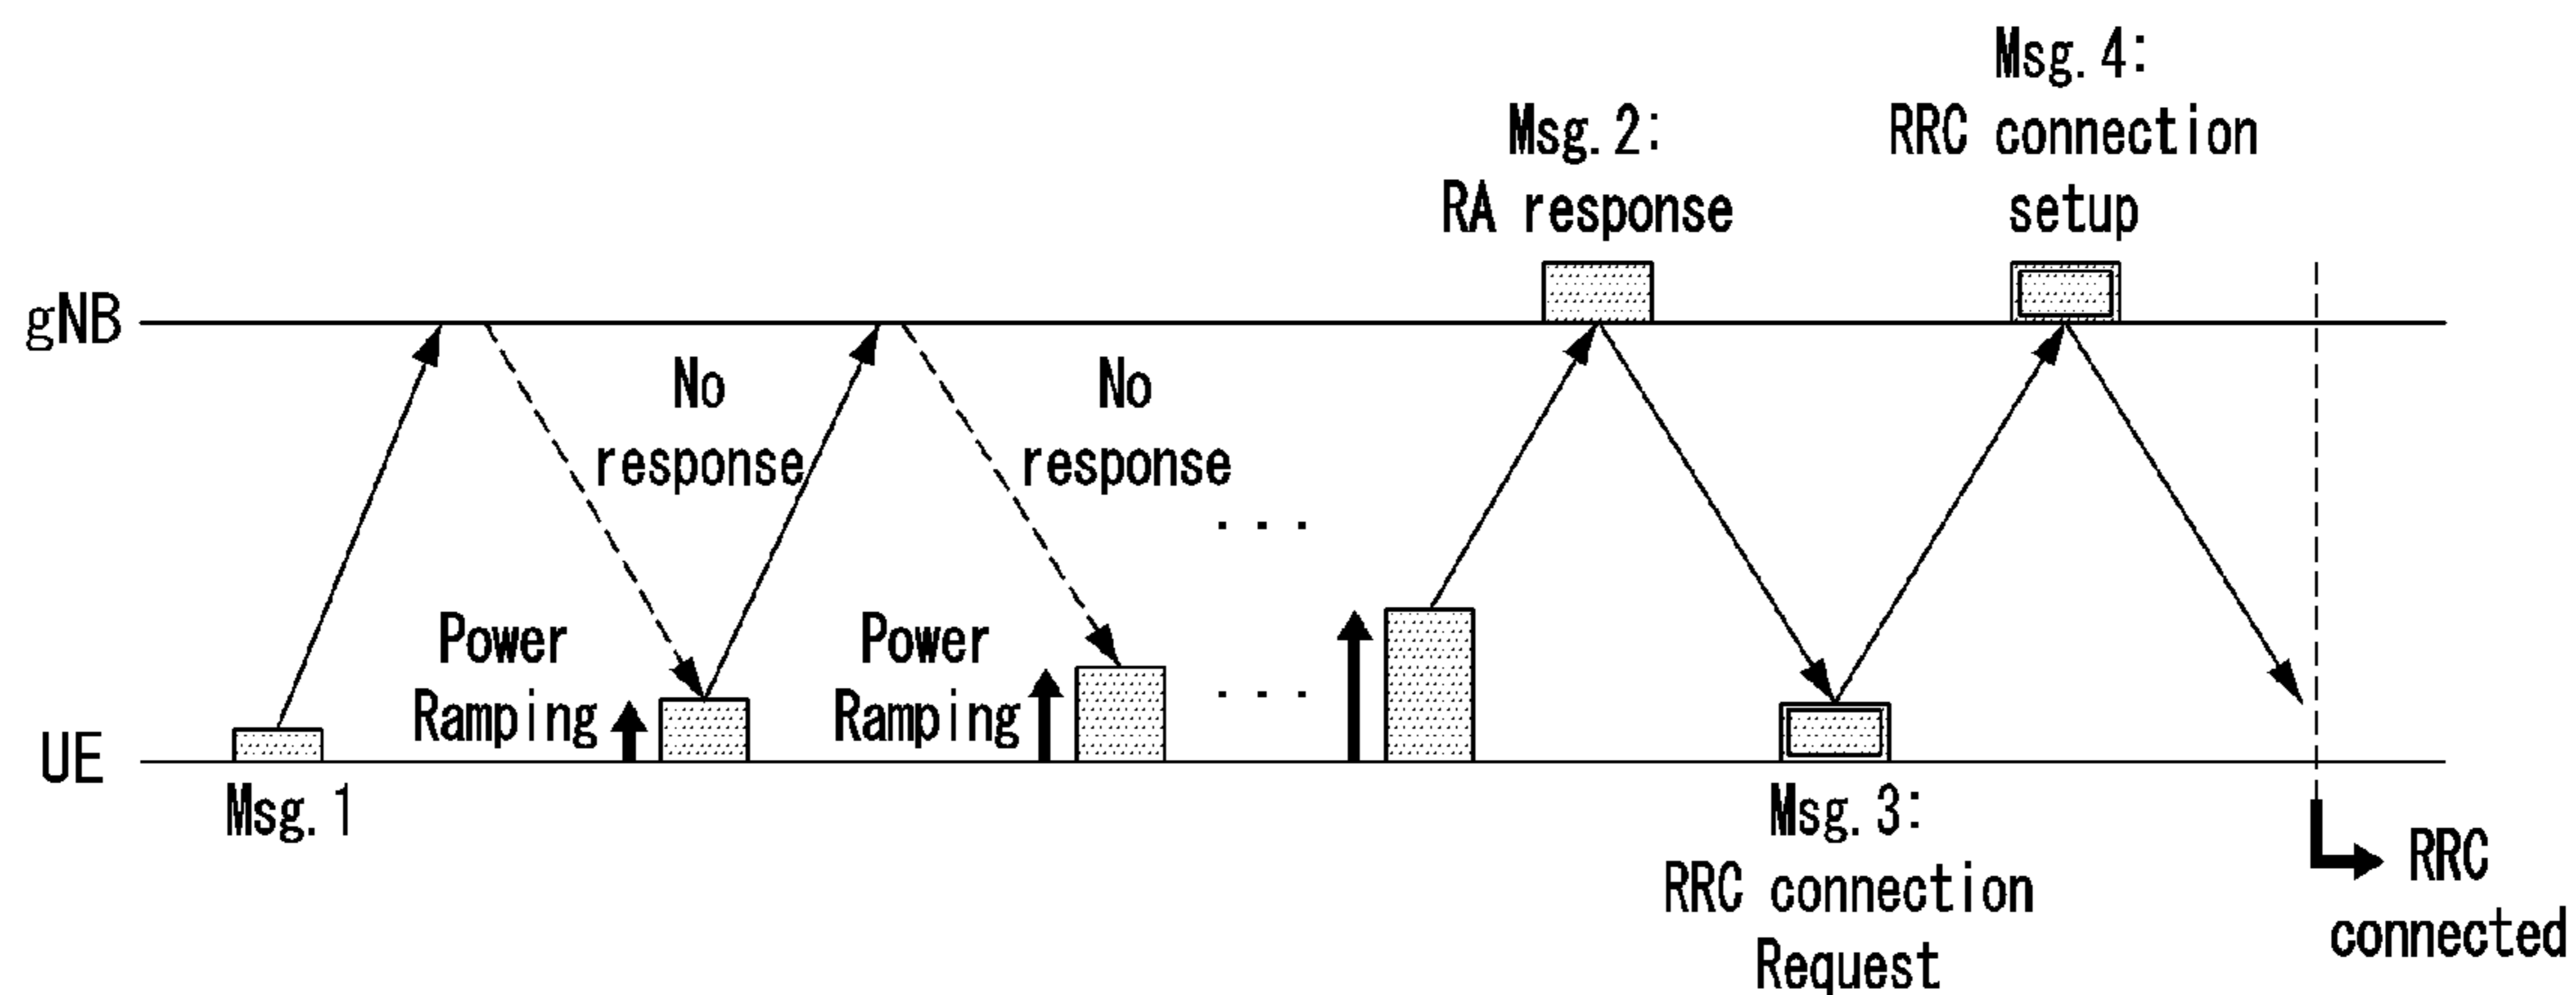 Msg. 4:
Msg. 2:
RRC connection
RA response
setup
gNB
No
response
No
response
. . .
Power
Ramping
Power
Ramping
. . .
UE
Msg. 1
Msg. 3:
RRC connection
Request
RRC
connected